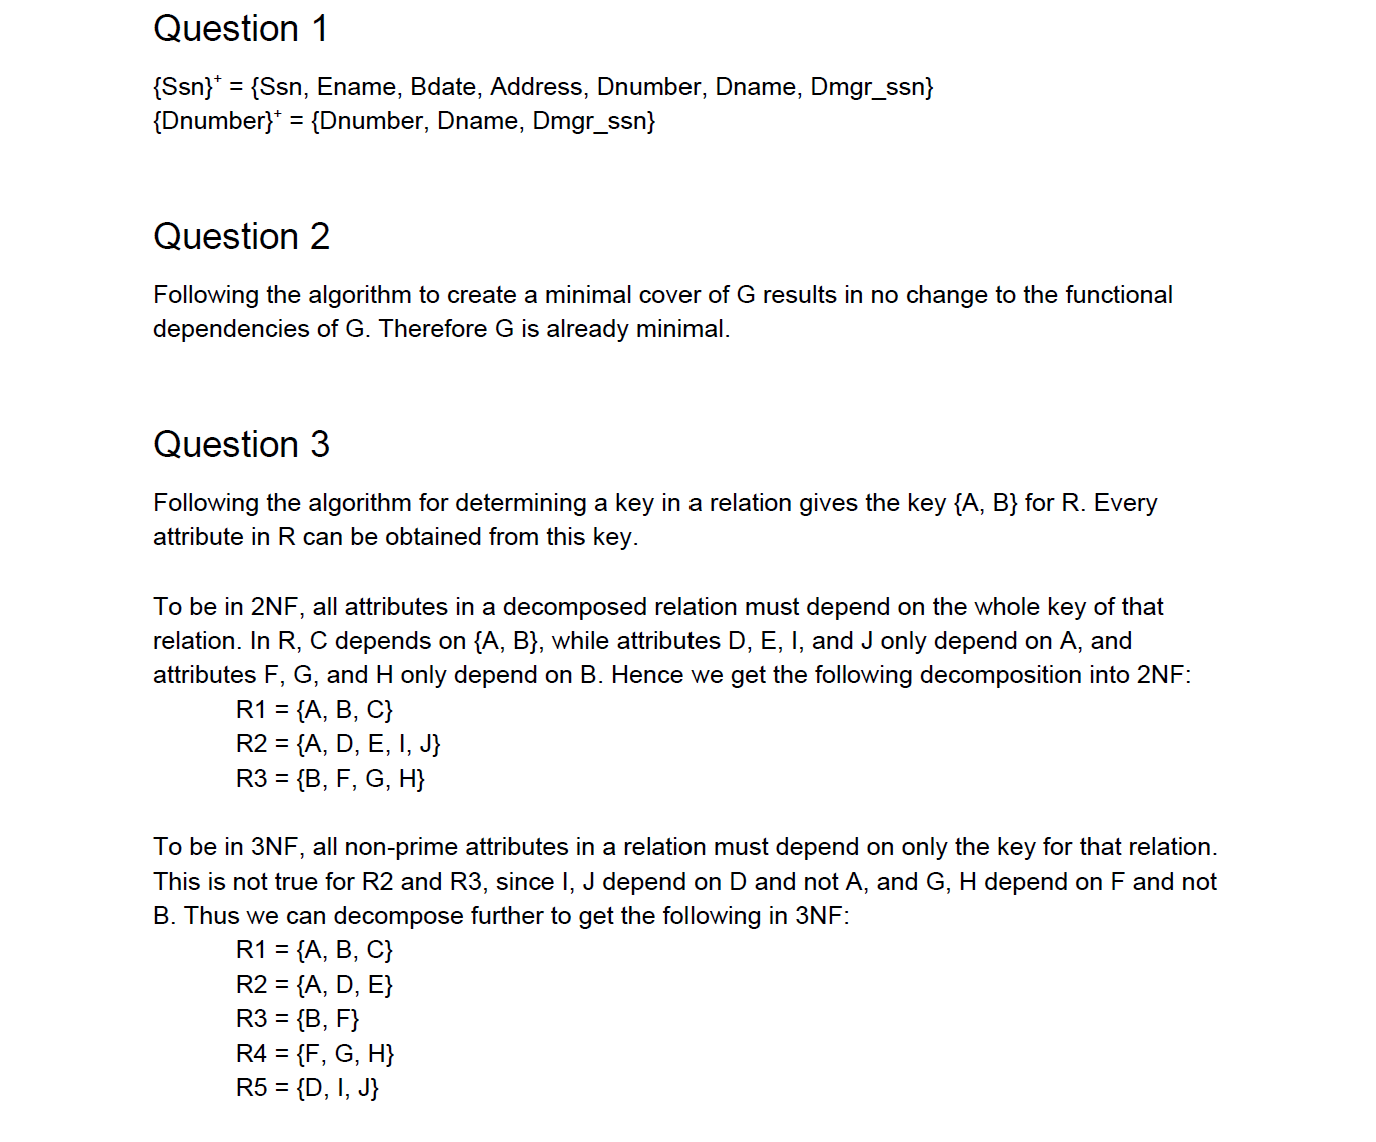 Question 1
{Ssn}⁺ = {Ssn, Ename, Bdate, Address, Dnumber, Dname, Dmgr_ssn}
{Dnumber}⁺ = {Dnumber, Dname, Dmgr_ssn}
Question 2
Following the algorithm to create a minimal cover of G results in no change to the functional
dependencies of G. Therefore G is already minimal.
Question 3
Following the algorithm for determining a key in a relation gives the key {A, B} for R. Every
attribute in R can be obtained from this key.
To be in 2NF, all attributes in a decomposed relation must depend on the whole key of that
relation. In R, C depends on {A, B}, while attributes D, E, I, and J only depend on A, and
attributes F, G, and H only depend on B. Hence we get the following decomposition into 2NF:
R1 = {A, B, C}
R2 = {A, D, E, I, J}
R3 = {B, F, G, H}
To be in 3NF, all non-prime attributes in a relation must depend on only the key for that relation.
This is not true for R2 and R3, since I, J depend on D and not A, and G, H depend on F and not
B. Thus we can decompose further to get the following in 3NF:
R1 = {A, B, C}
R2 = {A, D, E}
R3 = {B, F}
R4 = {F, G, H}
R5 = {D, I, J}